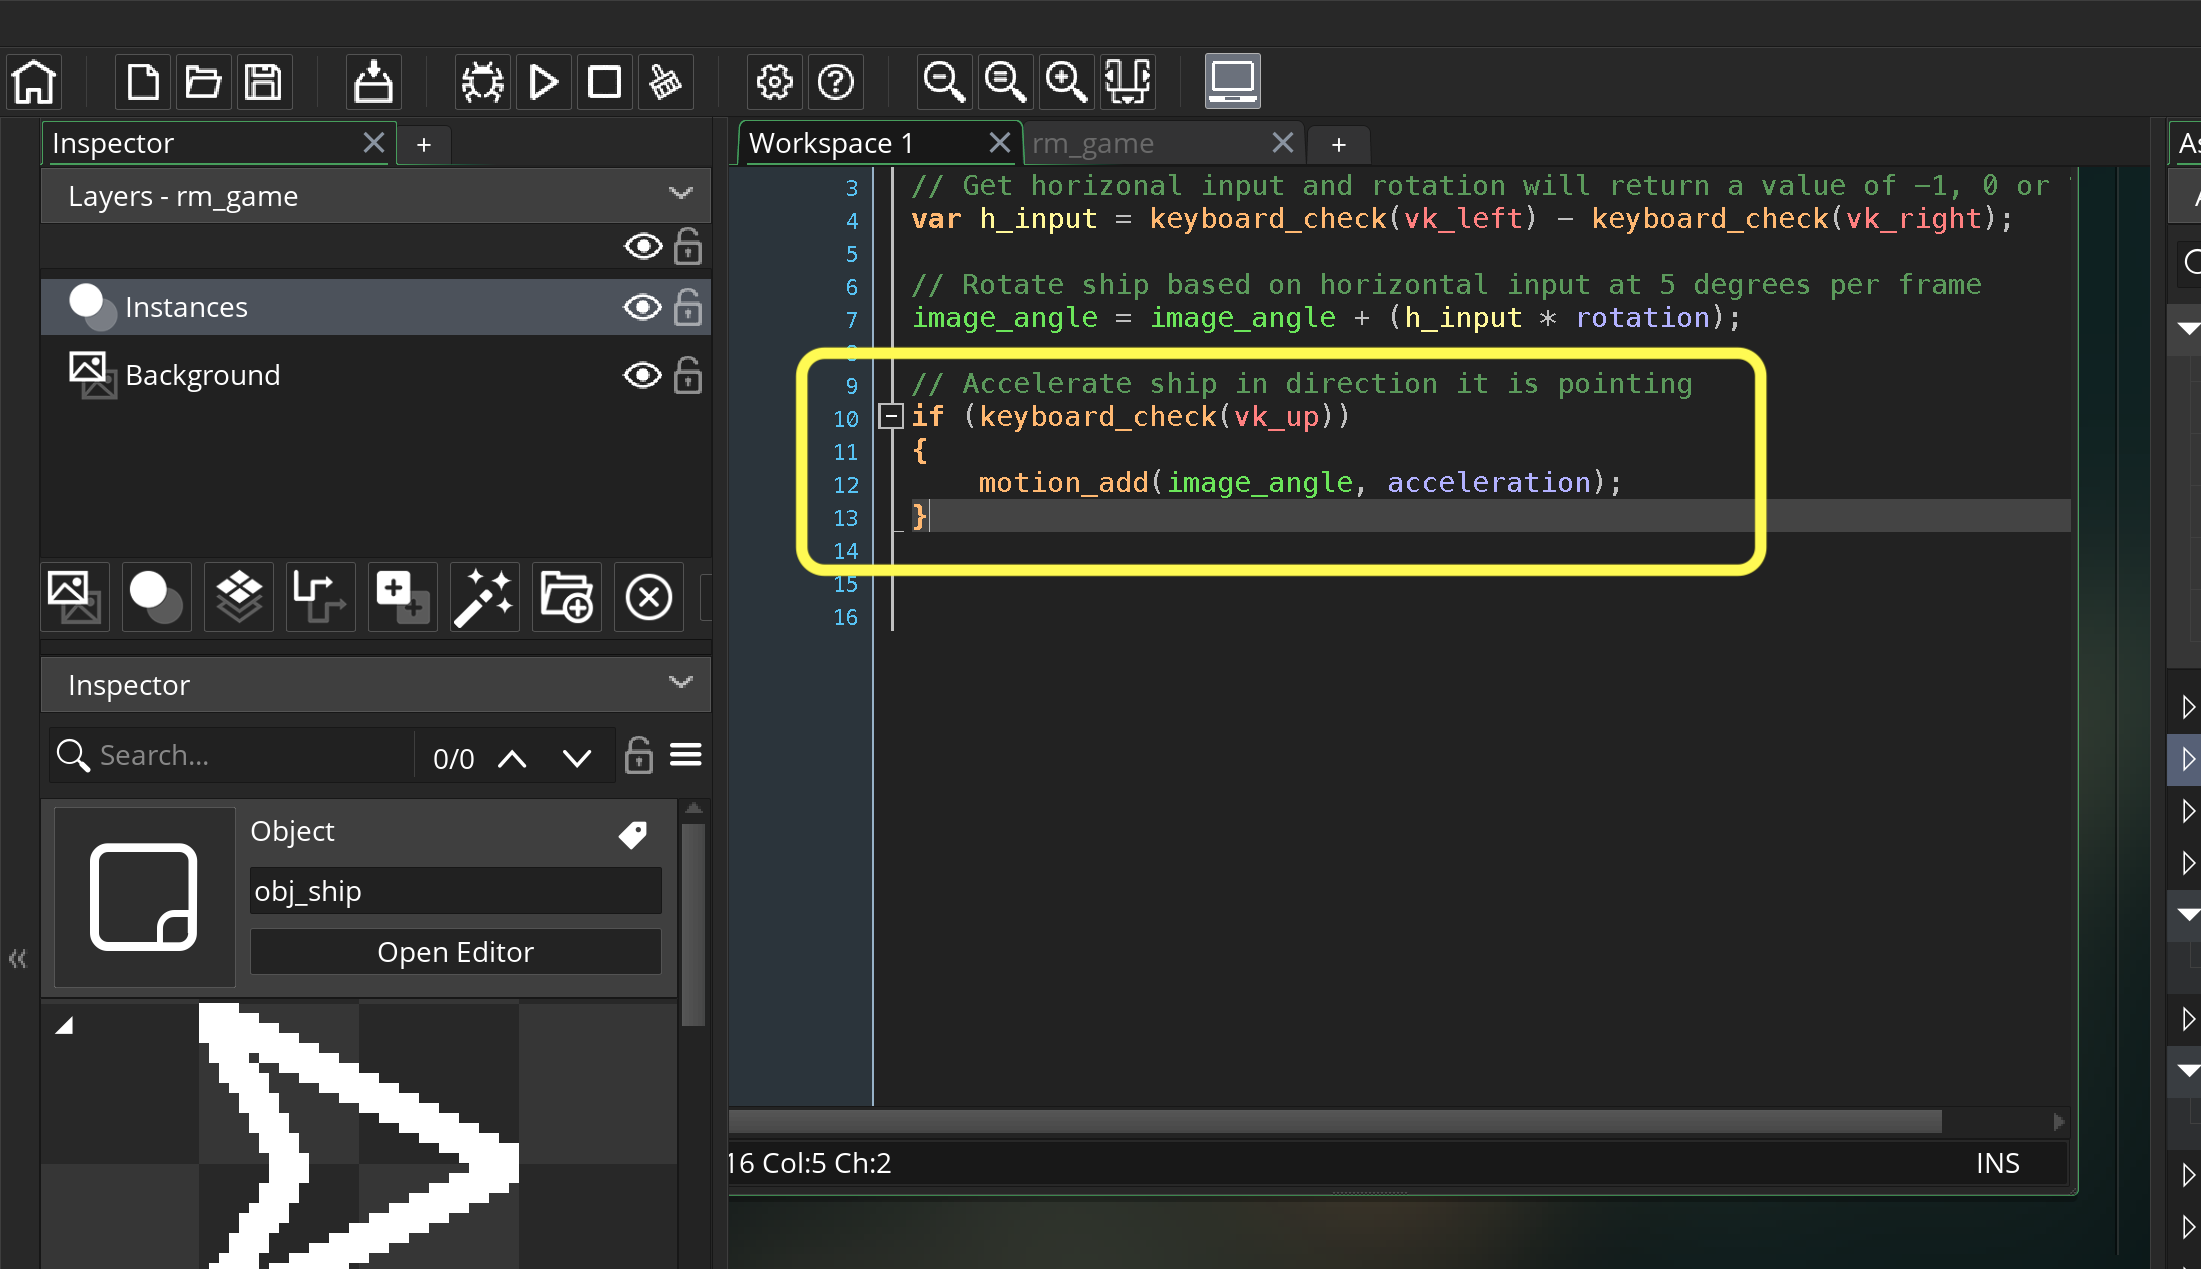 Inspector
+
Workspace 1
rm_game
+
Layers - rm_game
Instances
Background
Inspector
Search...
0/0
Object
obj_ship
Open Editor
3 // Get horizonal input and rotation will return a value of –1, 0 or
4 var h_input = keyboard_check(vk_left) – keyboard_check(vk_right);
5
6 // Rotate ship based on horizontal input at 5 degrees per frame
7 image_angle = image_angle + (h_input * rotation);
8
9 // Accelerate ship in direction it is pointing
10 if (keyboard_check(vk_up))
11 {
12 motion_add(image_angle, acceleration);
13 }
14
15
16
16 Col:5 Ch:2
INS